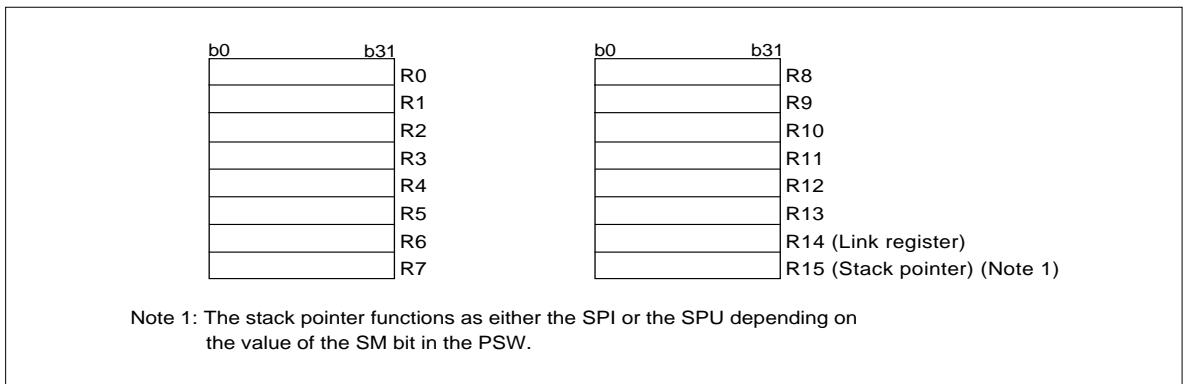 b0 b31
R0
R1
R2
R3
R4
R5
R6
R7
b0 b31
R8
R9
R10
R11
R12
R13
R14 (Link register)
R15 (Stack pointer) (Note 1)
Note 1: The stack pointer functions as either the SPI or the SPU depending on
the value of the SM bit in the PSW.